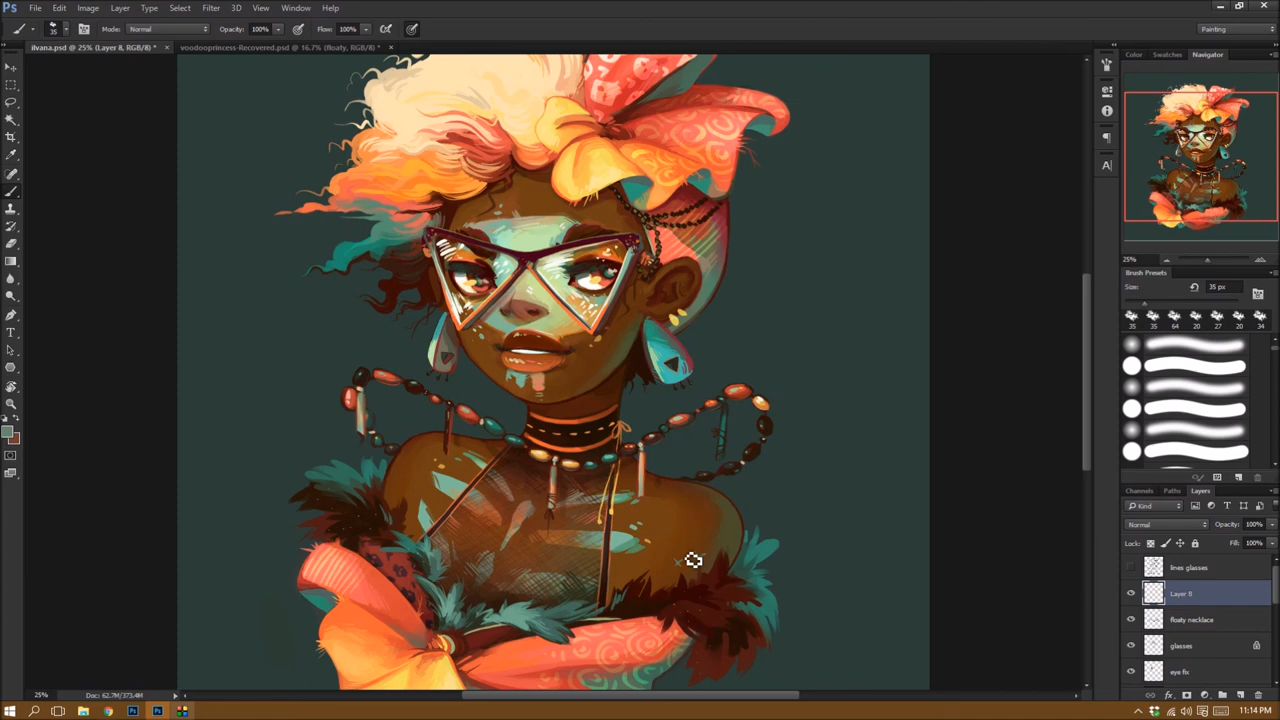 Ps File Edit Image Layer Type Select Filter 3D View Window Help
35 Mode: Normal Opacity: 100% Flow: 100% Painting
ilvana.psd @ 25% (Layer 8, RGB/8) * × voodooprincess-Recovered.psd @ 16.7% (floaty, RGB/8) * ×
Color Swatches Navigator
25%
Brush Presets
Size: 35 px
35 35 64 20 27 20 34
Channels Paths Layers
Kind
Normal Opacity: 100%
Lock: Fill: 100%
lines glasses
Layer 8
floaty necklace
glasses
eye fix
25% Doc: 62.7M/373.4M
11:14 PM